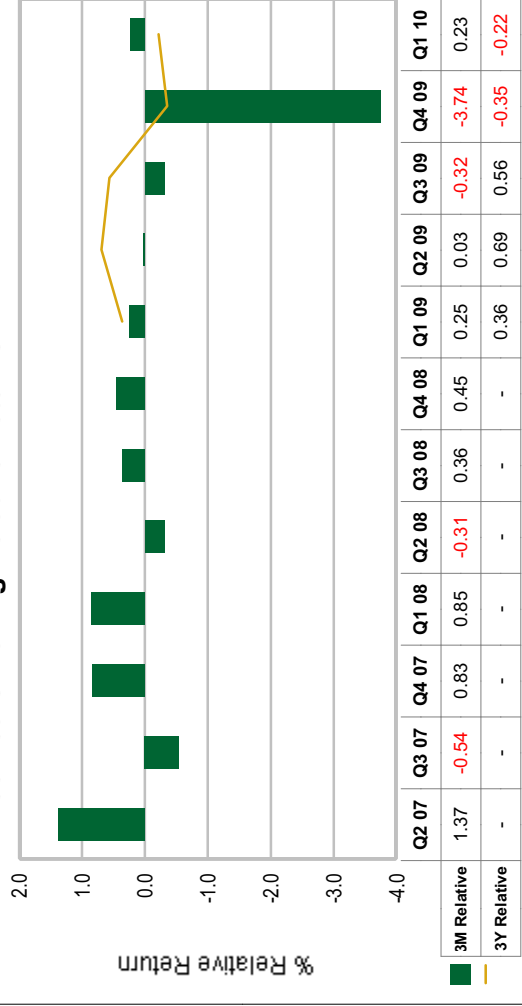 % Relative Return
2.0
1.0
0.0
-1.0
-2.0
-3.0
-4.0
Q2 07 Q3 07 Q4 07 Q1 08 Q2 08 Q3 08 Q4 08 Q1 09 Q2 09 Q3 09 Q4 09 Q1 10
3M Relative 1.37 -0.54 0.83 0.85 -0.31 0.36 0.45 0.25 0.03 -0.32 -3.74 0.23
3Y Relative - - - - - - - 0.36 0.69 0.56 -0.35 -0.22